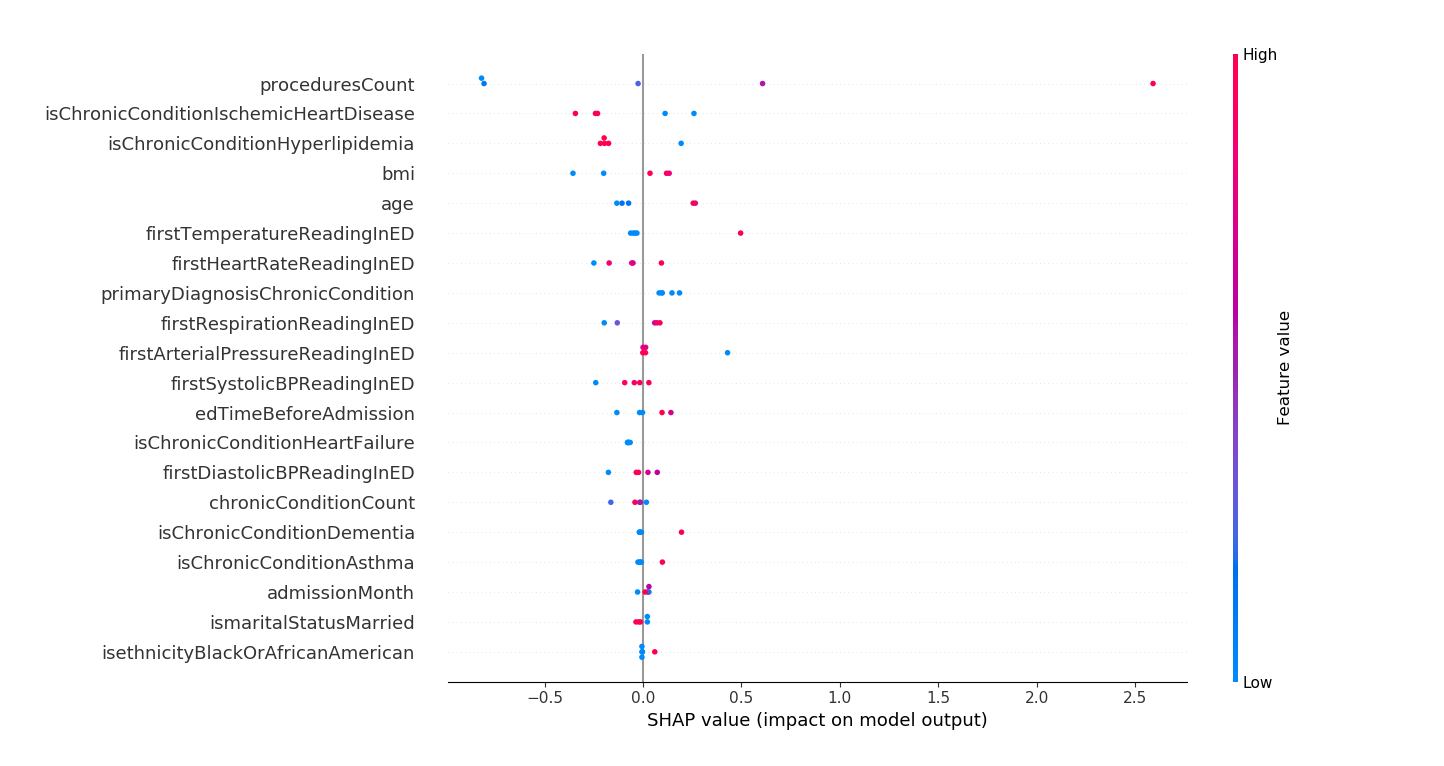 High
proceduresCount
isChronicConditionIschemicHeartDisease
isChronicConditionHyperlipidemia
bmi
age
firstTemperatureReadingInED
firstHeartRateReadingInED
primaryDiagnosisChronicCondition
firstRespirationReadingInED
firstArterialPressureReadingInED
firstSystolicBPReadingInED
edTimeBeforeAdmission
isChronicConditionHeartFailure
firstDiastolicBPReadingInED
chronicConditionCount
isChronicConditionDementia
isChronicConditionAsthma
admissionMonth
ismaritalStatusMarried
isethnicityBlackOrAfricanAmerican
Feature value
Low
−0.5 0.0 0.5 1.0 1.5 2.0 2.5
SHAP value (impact on model output)